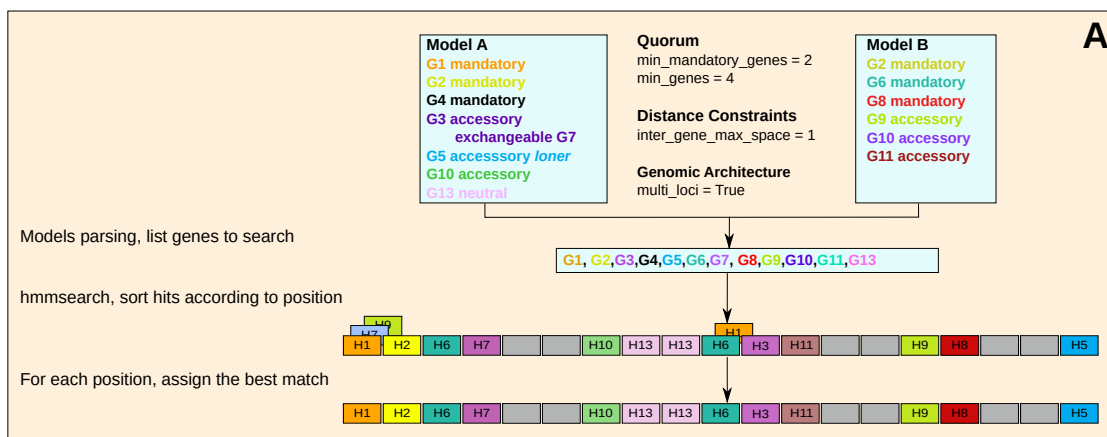 A
Model A
G1 mandatory
G2 mandatory
G4 mandatory
G3 accessory
exchangeable G7
G5 accesssory loner
G10 accessory
G13 neutral
Quorum
min_mandatory_genes = 2
min_genes = 4
Distance Constraints
inter_gene_max_space = 1
Genomic Architecture
multi_loci = True
Model B
G2 mandatory
G6 mandatory
G8 mandatory
G9 accessory
G10 accessory
G11 accessory
Models parsing, list genes to search
G1, G2,G3,G4,G5,G6,G7, G8,G9,G10,G11,G13
hmmsearch, sort hits according to position
H9
H7 H1
H1 H2 H6 H7 H10 H13 H13 H6 H3 H11 H9 H8 H5
For each position, assign the best match
H1 H2 H6 H7 H10 H13 H13 H6 H3 H11 H9 H8 H5